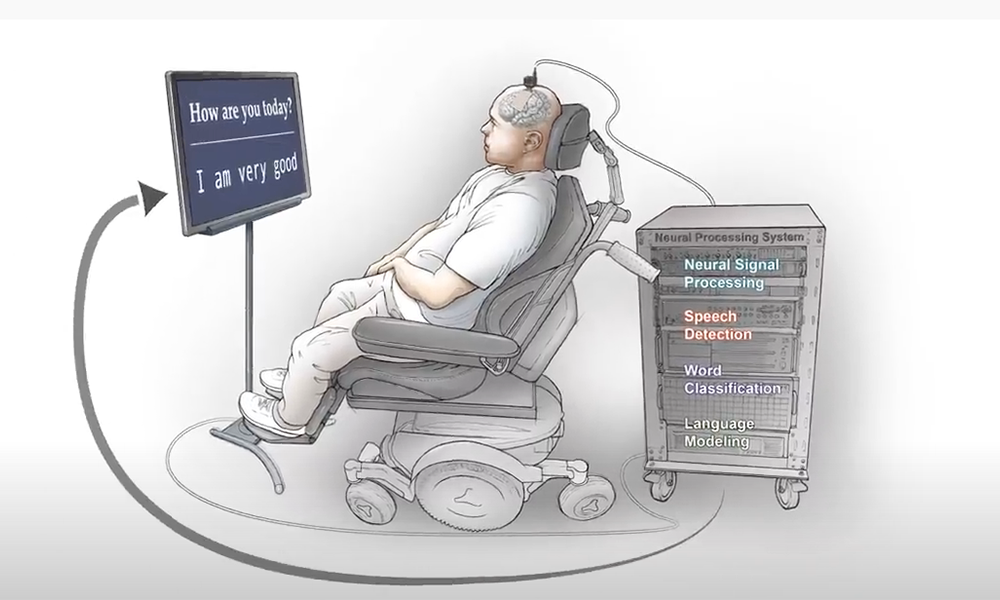 How are you today?
I am very good
Neural Processing System
Neural Signal
Processing
Speech
Detection
Word
Classification
Language
Modeling